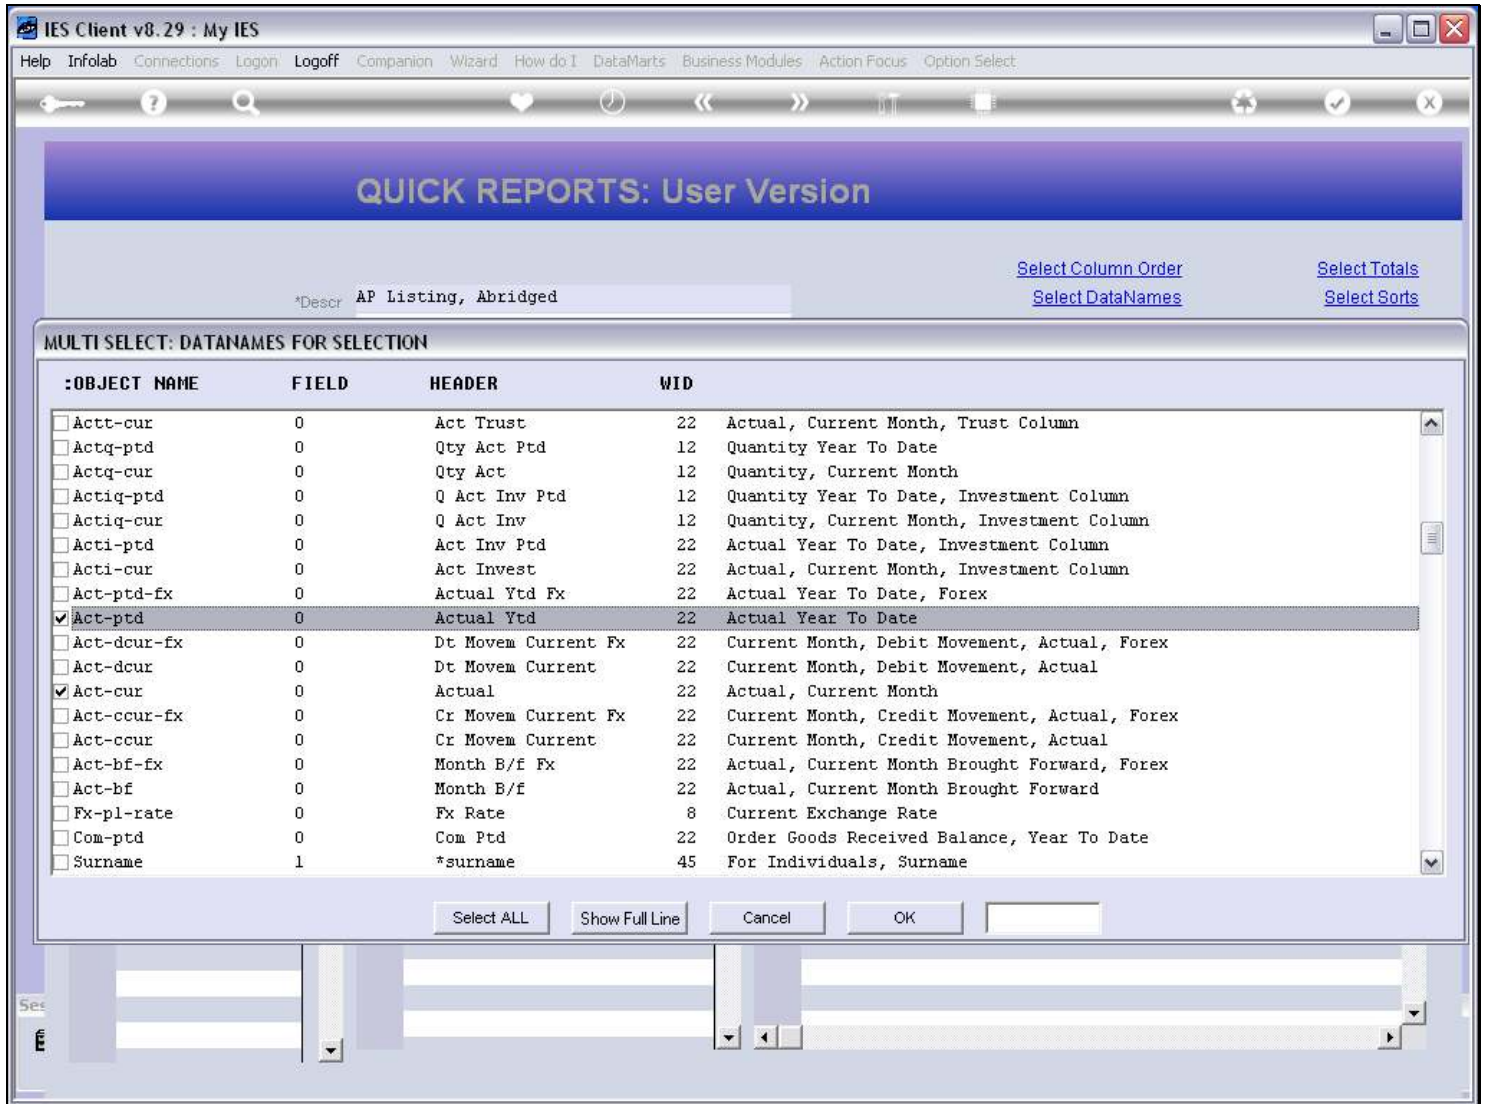 IES Client v8.29 : My IES
Help Infolab Connections Logon Logoff Companion Wizard How do I DataMarts Business Modules Action Focus Option Select
QUICK REPORTS: User Version
Select Column Order Select Totals
*Descr AP Listing, Abridged Select DataNames Select Sorts
MULTI SELECT: DATANAMES FOR SELECTION
:OBJECT NAME FIELD HEADER WID
Actt-cur 0 Act Trust 22 Actual, Current Month, Trust Column
Actq-ptd 0 Qty Act Ptd 12 Quantity Year To Date
Actq-cur 0 Qty Act 12 Quantity, Current Month
Actiq-ptd 0 Q Act Inv Ptd 12 Quantity Year To Date, Investment Column
Actiq-cur 0 Q Act Inv 12 Quantity, Current Month, Investment Column
Acti-ptd 0 Act Inv Ptd 22 Actual Year To Date, Investment Column
Acti-cur 0 Act Invest 22 Actual, Current Month, Investment Column
Act-ptd-fx 0 Actual Ytd Fx 22 Actual Year To Date, Forex
Act-ptd 0 Actual Ytd 22 Actual Year To Date
Act-dcur-fx 0 Dt Movem Current Fx 22 Current Month, Debit Movement, Actual, Forex
Act-dcur 0 Dt Movem Current 22 Current Month, Debit Movement, Actual
Act-cur 0 Actual 22 Actual, Current Month
Act-ccur-fx 0 Cr Movem Current Fx 22 Current Month, Credit Movement, Actual, Forex
Act-ccur 0 Cr Movem Current 22 Current Month, Credit Movement, Actual
Act-bf-fx 0 Month B/f Fx 22 Actual, Current Month Brought Forward, Forex
Act-bf 0 Month B/f 22 Actual, Current Month Brought Forward
Fx-pl-rate 0 Fx Rate 8 Current Exchange Rate
Com-ptd 0 Com Ptd 22 Order Goods Received Balance, Year To Date
Surname 1 *surname 45 For Individuals, Surname
Select ALL Show Full Line Cancel OK
Ses